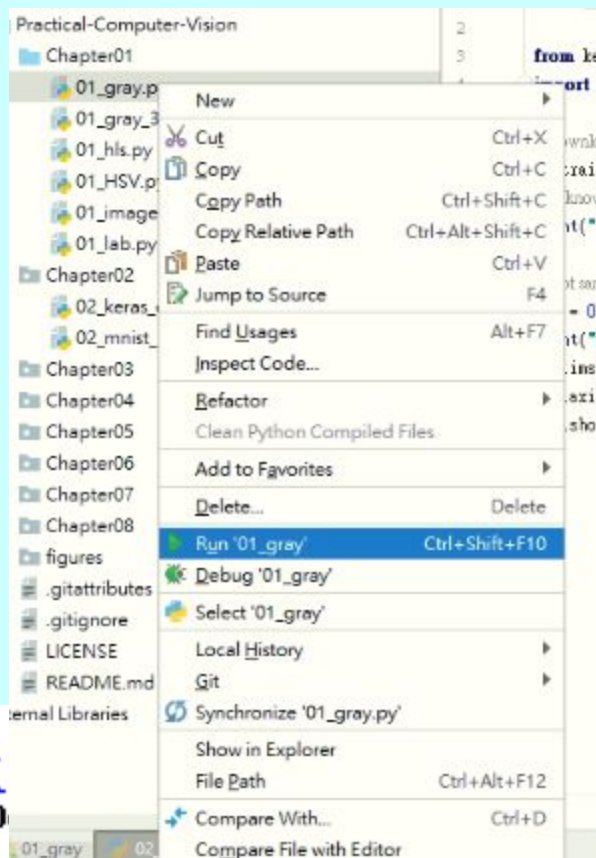 Practical-Computer-Vision
Chapter01
01_gray.p
01_gray_3
01_hls.py
01_HSV.p
01_image
01_lab.py
Chapter02
02_keras_
02_mnist_
Chapter03
Chapter04
Chapter05
Chapter06
Chapter07
Chapter08
figures
.gitattributes
.gitignore
LICENSE
README.md
ternal Libraries
New
Cut Ctrl+X
Copy Ctrl+C
Copy Path Ctrl+Shift+C
Copy Relative Path Ctrl+Alt+Shift+C
Paste Ctrl+V
Jump to Source F4
Find Usages Alt+F7
Inspect Code...
Refactor
Clean Python Compiled Files
Add to Favorites
Delete... Delete
Run '01_gray' Ctrl+Shift+F10
Debug '01_gray'
Select '01_gray'
Local History
Git
Synchronize '01_gray.py'
Show in Explorer
File Path Ctrl+Alt+F12
Compare With... Ctrl+D
Compare File with Editor
2
3 from ke
01_gray 02